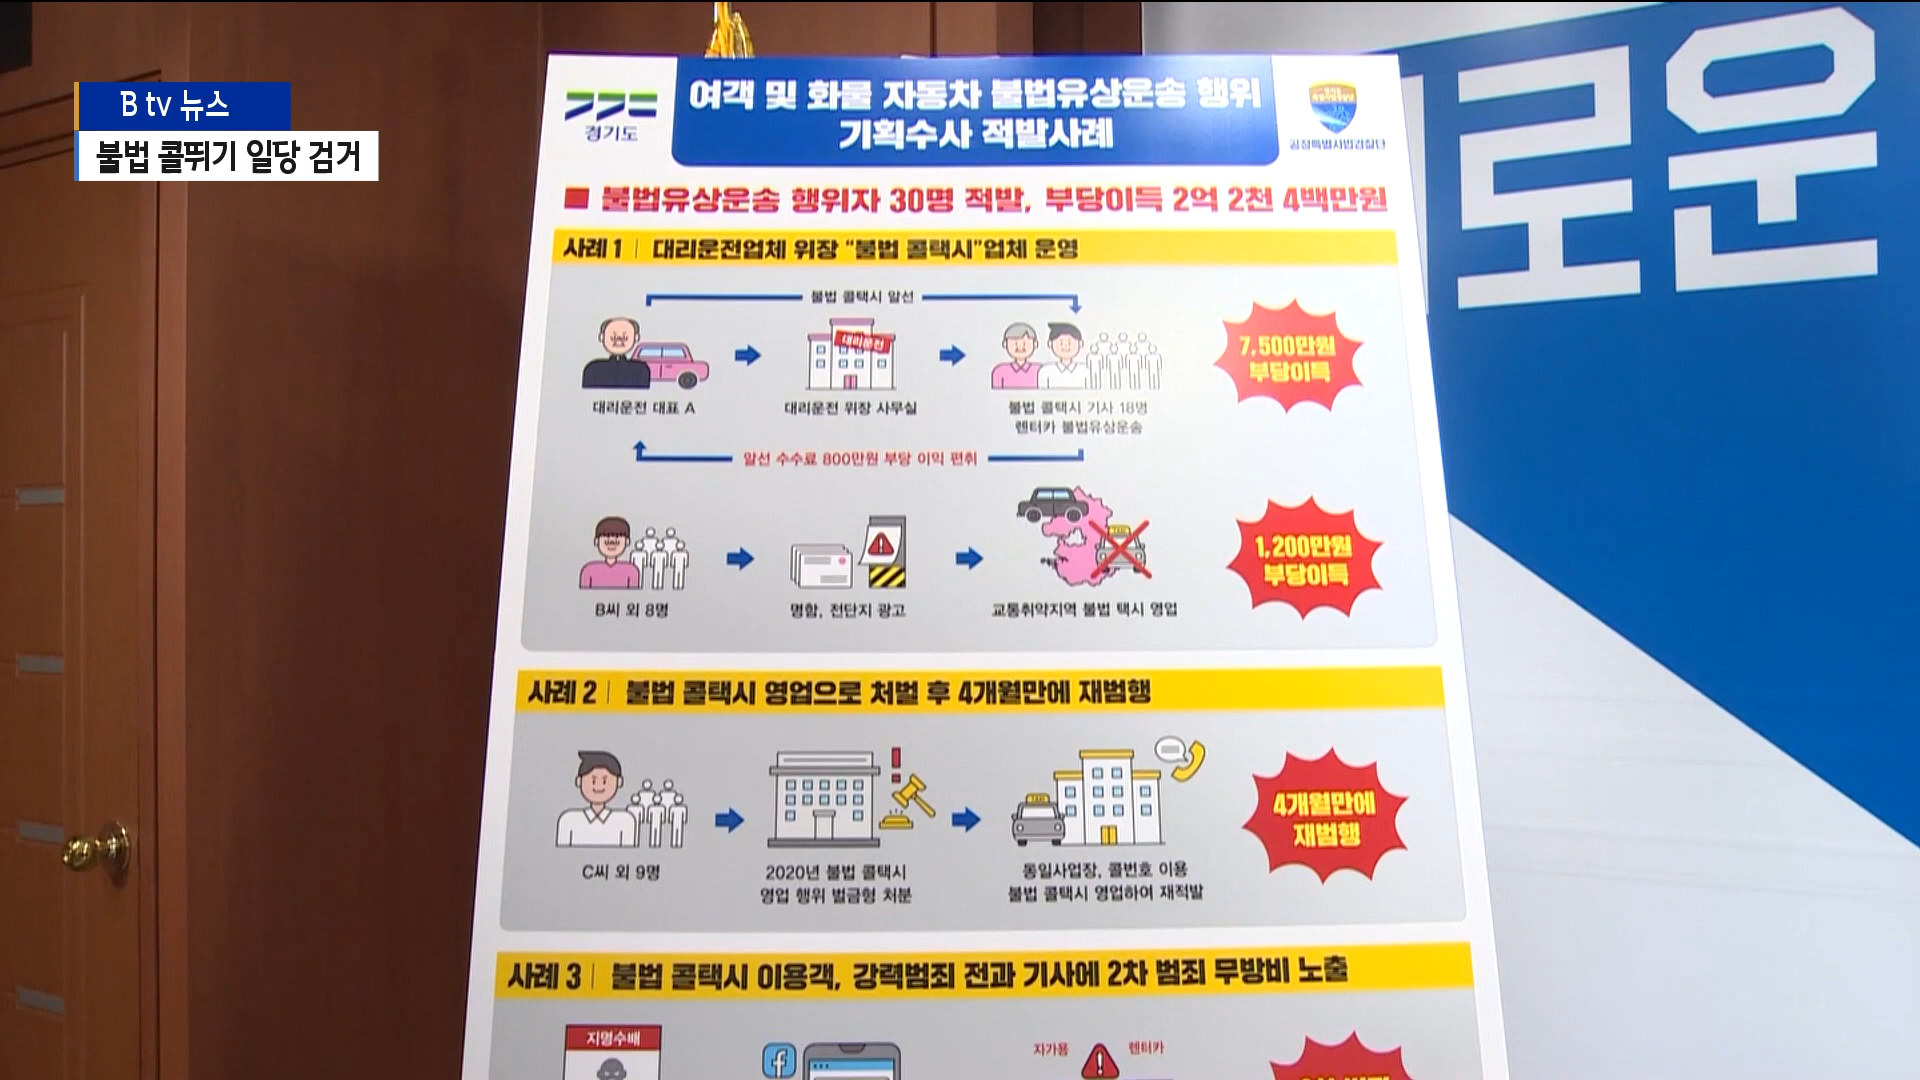 B tv 뉴스
불법 콜뛰기 일당 검거
로운
경기도
여객 및 화물 자동차 불법유상운송 행위
기획수사 적발사례
공정특별사법경찰단
■ 불법유상운송 행위자 30명 적발, 부당이득 2억 2천 4백만원
사례 1 | 대리운전업체 위장 “불법 콜택시”업체 운영
불법 콜택시 알선
대리운전
7,500만원
부당이득
대리운전 대표 A
대리운전 위장 사무실
불법 콜택시 기사 18명
렌터카 불법유상운송
알선 수수료 800만원 부당 이익 편취
TAXI
1,200만원
부당이득
B씨 외 8명
명함, 전단지 광고
교통취약지역 불법 택시 영업
사례 2 | 불법 콜택시 영업으로 처벌 후 4개월만에 재범행
TAXI
4개월만에
재범행
C씨 외 9명
2020년 불법 콜택시
영업 행위 벌금형 처분
동일사업장, 콜번호 이용
불법 콜택시 영업하여 재적발
사례 3 | 불법 콜택시 이용객, 강력범죄 전과 기사에 2차 범죄 무방비 노출
지명수배
자가용
렌터카